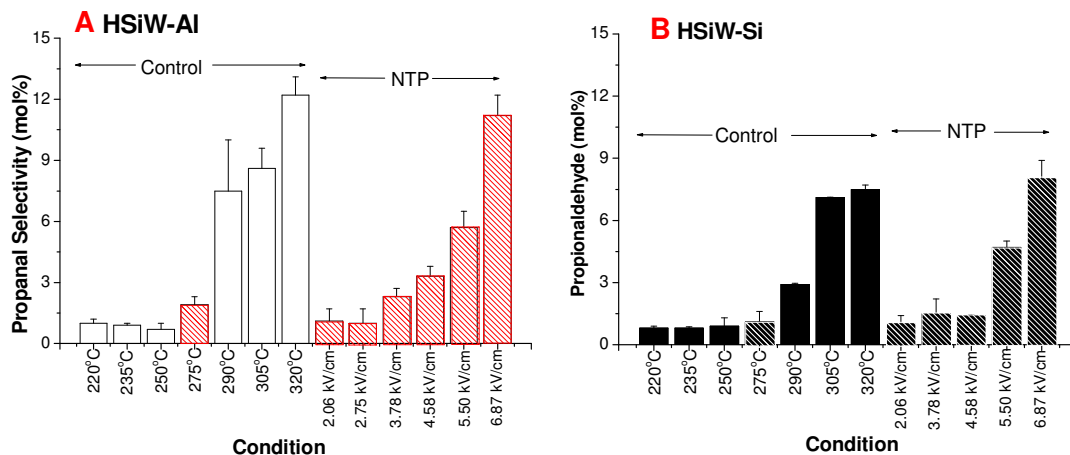 A HSiW-Al
Propanal Selectivity (mol%)
15
12
9
6
3
0
Control
NTP
220°C
235°C
250°C
275°C
290°C
305°C
320°C
2.06 kV/cm
2.75 kV/cm
3.78 kV/cm
4.58 kV/cm
5.50 kV/cm
6.87 kV/cm
Condition
B HSiW-Si
Propionaldehyde (mol%)
15
12
9
6
3
0
Control
NTP
220°C
235°C
250°C
275°C
290°C
305°C
320°C
2.06 kV/cm
3.78 kV/cm
4.58 kV/cm
5.50 kV/cm
6.87 kV/cm
Condition